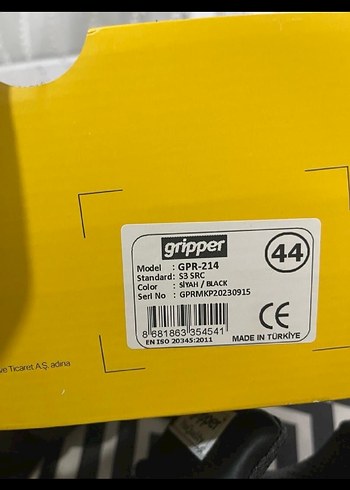 gripper
44
Model : GPR-214
Standard: S3 SRC
Color : SİYAH / BLACK
Seri No : GPRMKP20230915
8 681863 354541
EN ISO 20345:2011
CE
MADE IN TÜRKİYE
ve Ticaret A.Ş. adına